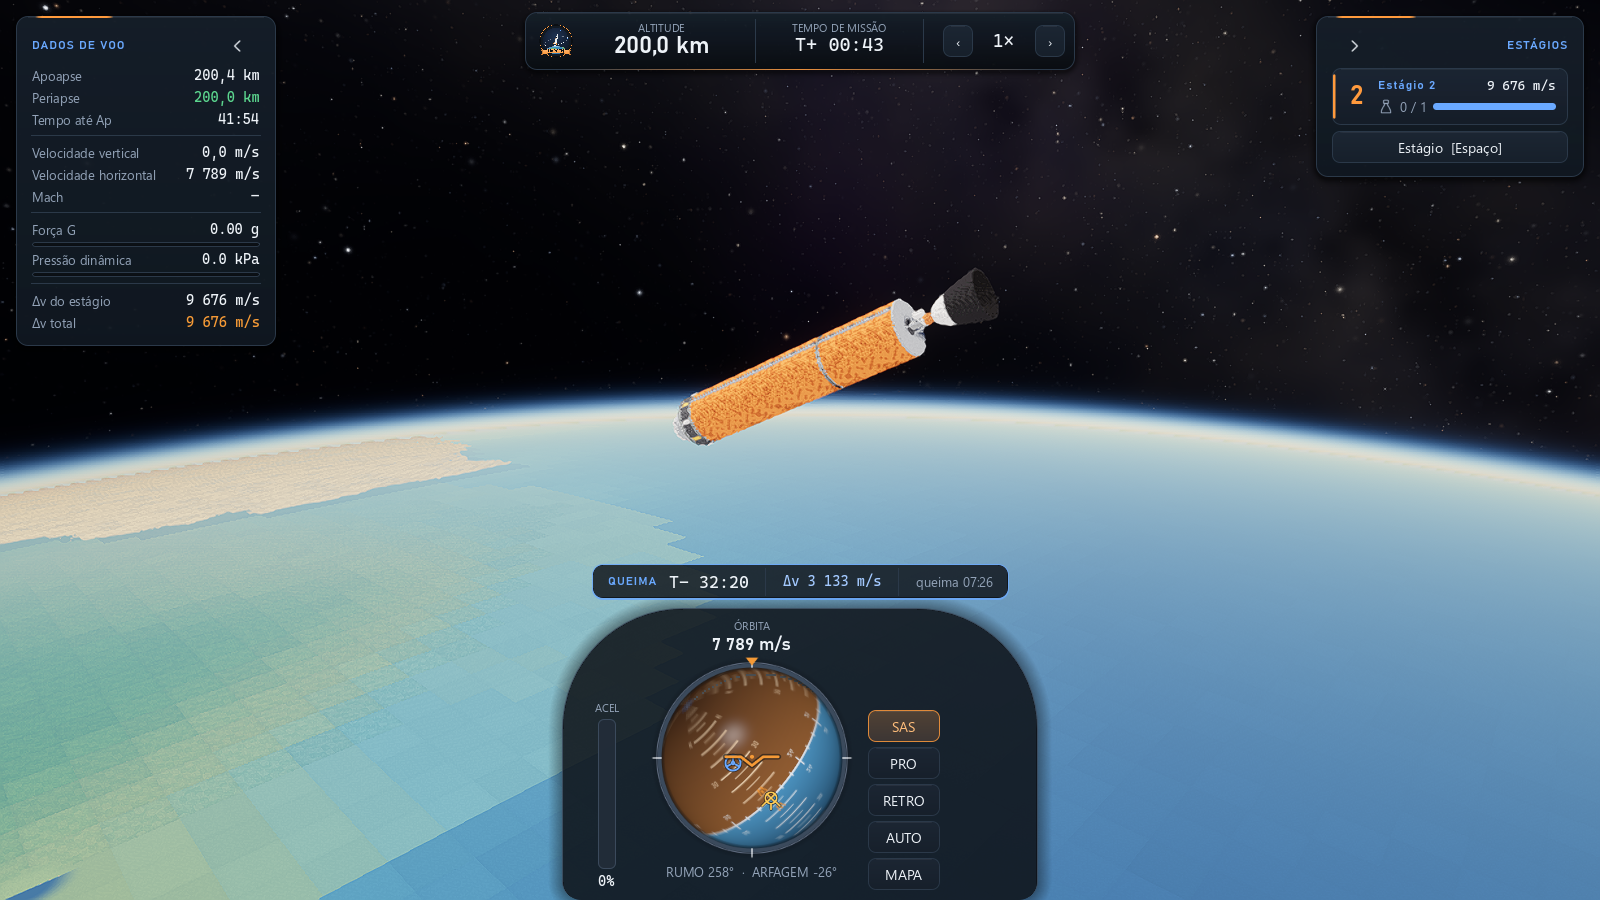 DADOS DE VOO
Apoapse 200,4 km
Periapse 200,0 km
Tempo até Ap 41:54
Velocidade vertical 0,0 m/s
Velocidade horizontal 7 789 m/s
Mach —
Força G 0.00 g
Pressão dinâmica 0.0 kPa
Δv do estágio 9 676 m/s
Δv total 9 676 m/s
ALTITUDE
200,0 km
TEMPO DE MISSÃO
T+ 00:43
‹ 1× ›
ESTÁGIOS
2 Estágio 2 9 676 m/s
0 / 1
Estágio [Espaço]
QUEIMA T− 32:20 Δv 3 133 m/s queima 07:26
ÓRBITA
7 789 m/s
ACEL
0%
SAS
PRO
RETRO
AUTO
MAPA
RUMO 258° · ARFAGEM -26°